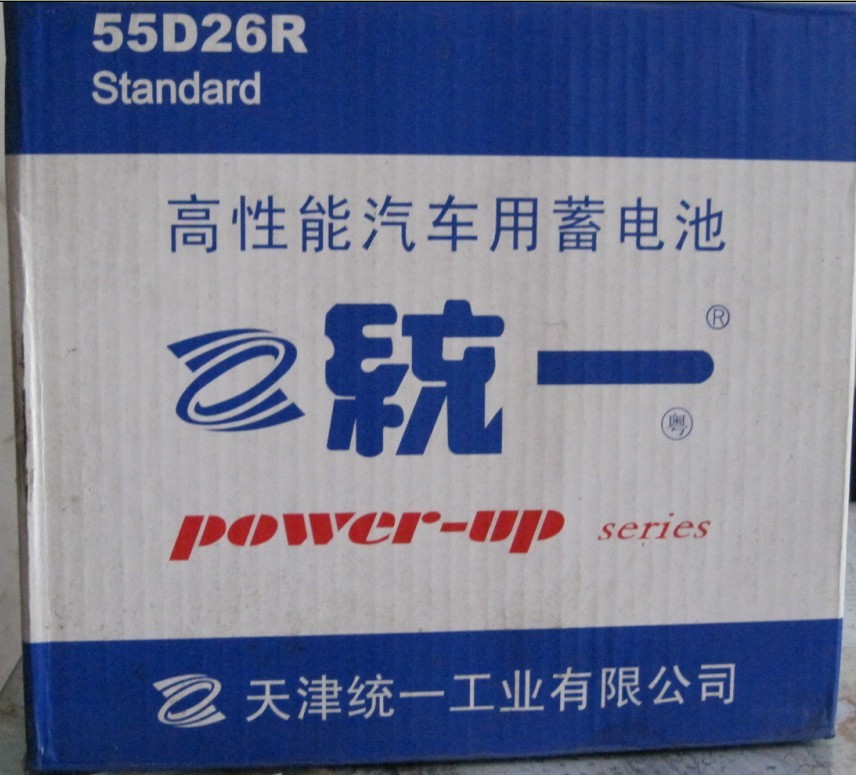 55D26R
Standard
高性能汽车用蓄电池
統一®
粤
power-up series
天津统一工业有限公司